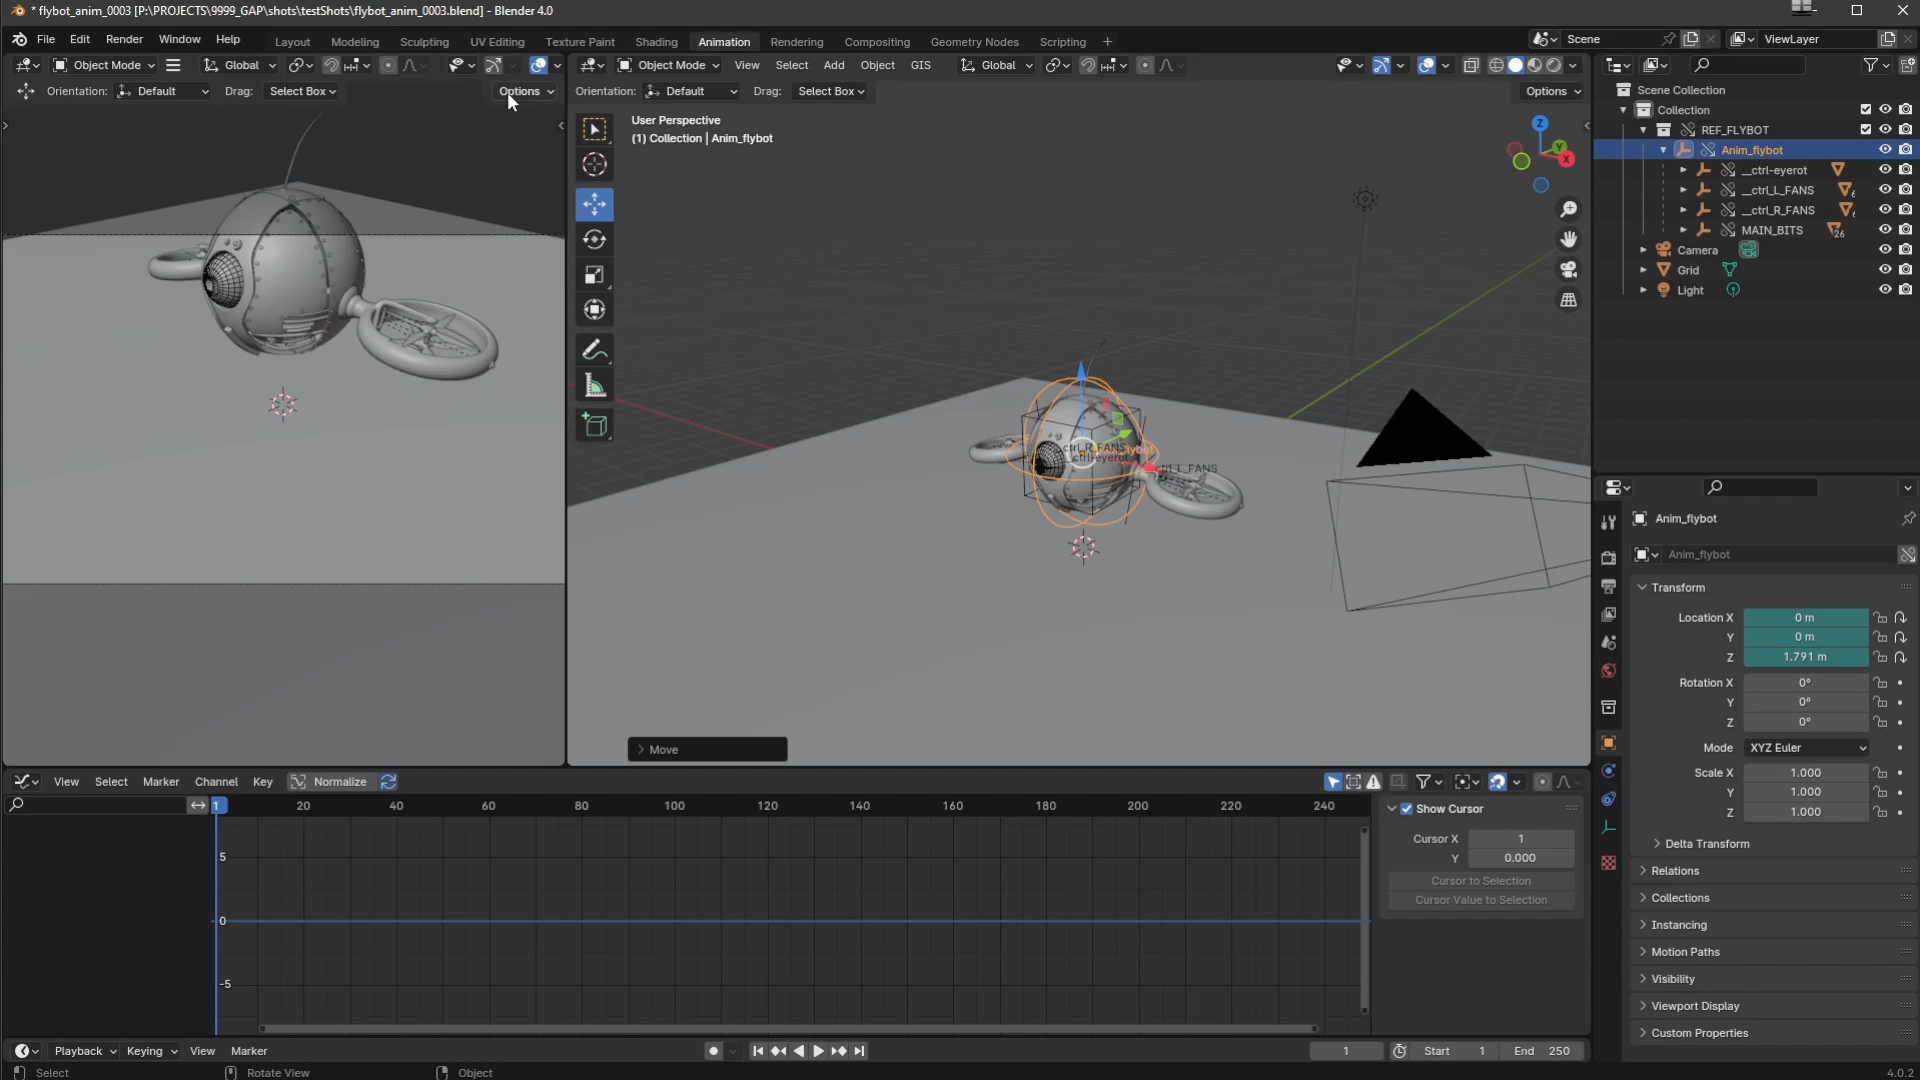 * flybot_anim_0003 [P:\PROJECTS\9999_GAP\shots\testShots\flybot_anim_0003.blend] - Blender 4.0
File Edit Render Window Help Layout Modeling Sculpting UV Editing Texture Paint Shading Animation Rendering Compositing Geometry Nodes Scripting + Scene ViewLayer
Object Mode Global Object Mode View Select Add Object GIS Global
Orientation: Default Drag: Select Box Options Orientation: Default Drag: Select Box Options
User Perspective
(1) Collection | Anim_flybot
Z
Y
X
ctrl_R_FANS
ctrl-eyerot
ctrl_L_FANS
Move
Scene Collection
Collection
REF_FLYBOT
Anim_flybot
__ctrl-eyerot
__ctrl_L_FANS
__ctrl_R_FANS
MAIN_BITS 26
Camera
Grid
Light
Anim_flybot
Anim_flybot
Transform
Location X 0 m
Y 0 m
Z 1.791 m
Rotation X 0°
Y 0°
Z 0°
Mode XYZ Euler
Scale X 1.000
Y 1.000
Z 1.000
Delta Transform
Relations
Collections
Instancing
Motion Paths
Visibility
Viewport Display
Custom Properties
View Select Marker Channel Key Normalize
1 20 40 60 80 100 120 140 160 180 200 220 240
5
0
-5
Show Cursor
Cursor X 1
Y 0.000
Cursor to Selection
Cursor Value to Selection
Playback Keying View Marker 1 Start 1 End 250
Select Rotate View Object 4.0.2